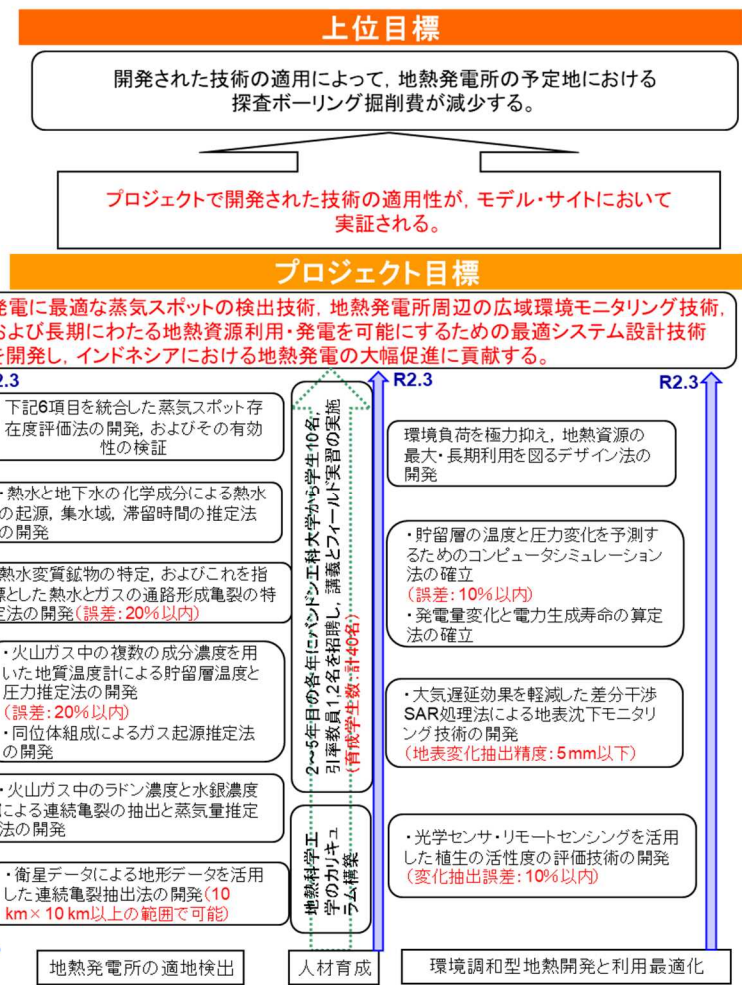 上位目標
開発された技術の適用によって，地熱発電所の予定地における
探査ボーリング掘削費が減少する。
プロジェクトで開発された技術の適用性が，モデル・サイトにおいて
実証される。
プロジェクト目標
発電に最適な蒸気スポットの検出技術，地熱発電所周辺の広域環境モニタリング技術，
および長期にわたる地熱資源利用・発電を可能にするための最適システム設計技術
を開発し，インドネシアにおける地熱発電の大幅促進に貢献する。
2.3
下記6項目を統合した蒸気スポット存
在度評価法の開発，およびその有効
性の検証
・熱水と地下水の化学成分による熱水
の起源，集水域，滞留時間の推定法
の開発
熱水変質鉱物の特定，およびこれを指
標とした熱水とガスの通路形成亀裂の特
定法の開発(誤差：20％以内)
・火山ガス中の複数の成分濃度を用
いた地質温度計による貯留層温度と
圧力推定法の開発
(誤差：20％以内)
・同位体組成によるガス起源推定法
の開発
・火山ガス中のラドン濃度と水銀濃度
による連続亀裂の抽出と蒸気量推定
法の開発
・衛星データによる地形データを活用
した連続亀裂抽出法の開発(10
km×10 km以上の範囲で可能)
地熱発電所の適地検出
2～5年目の各年にバンドン工科大学から学生10名，
引率教員1,2名を招聘し，講義とフィールド実習の実施
(育成学生数：計40名)
地熱科学工
学のカリキュ
ラム構築
人材育成
R2.3
R2.3
環境負荷を極力抑え，地熱資源の
最大・長期利用を図るデザイン法の
開発
・貯留層の温度と圧力変化を予測す
るためのコンピュータシミュレーション
法の確立
(誤差：10％以内)
・発電量変化と電力生成寿命の算定
法の確立
・大気遅延効果を軽減した差分干渉
SAR処理法による地表沈下モニタリ
ング技術の開発
(地表変化抽出精度：5mm以下)
・光学センサ・リモートセンシングを活用
した植生の活性度の評価技術の開発
(変化抽出誤差：10％以内)
環境調和型地熱開発と利用最適化